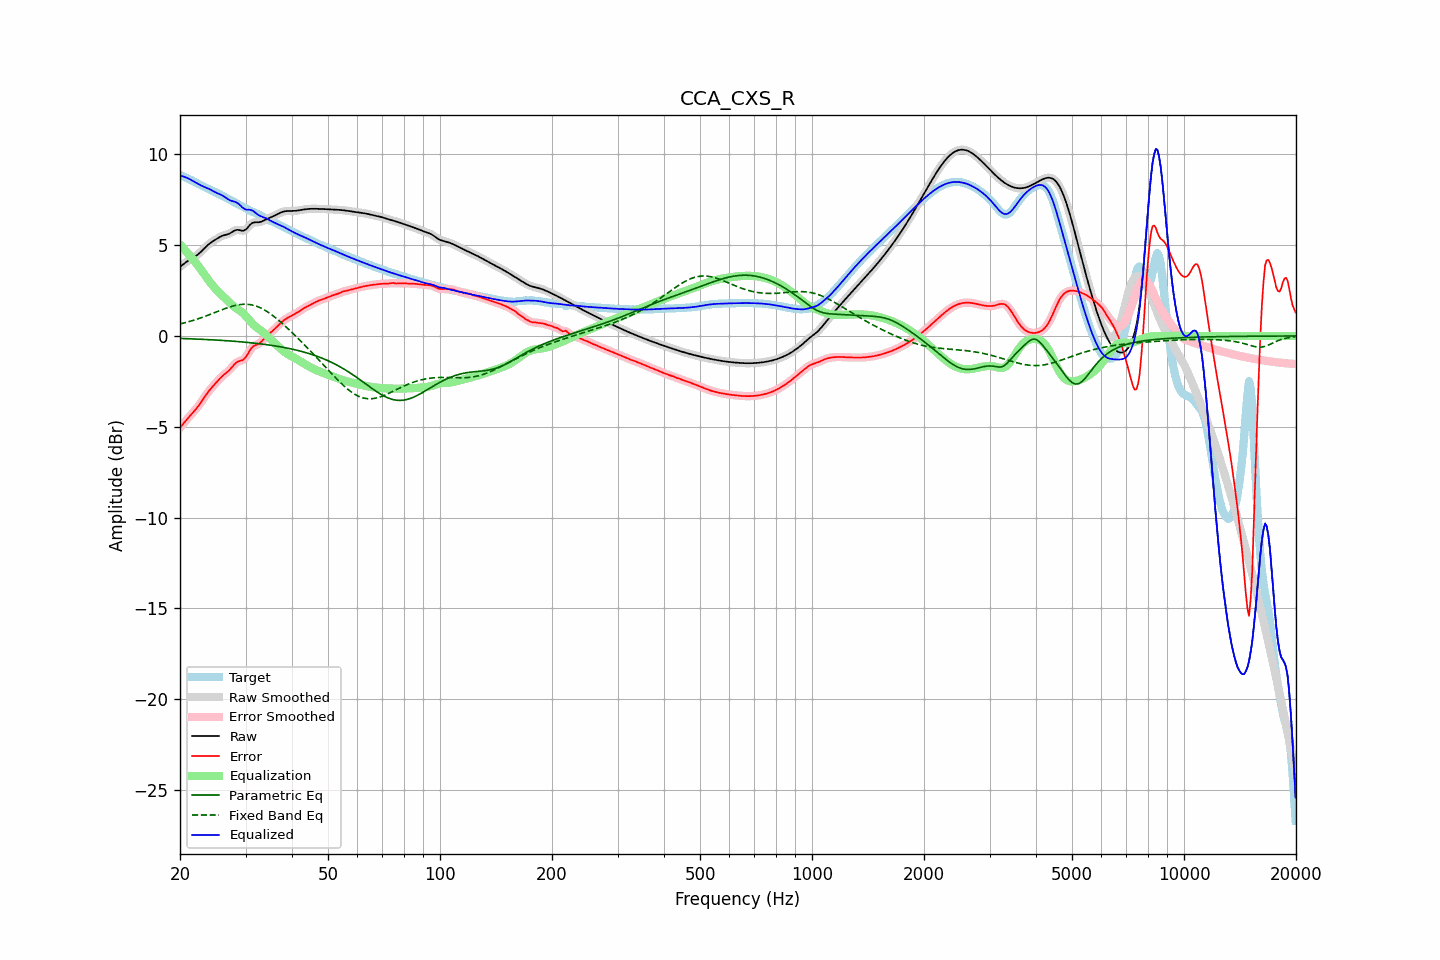 CCA_CXS_R
Amplitude (dBr)
10
5
0
−5
−10
−15
−20
−25
Target
Raw Smoothed
Error Smoothed
Raw
Error
Equalization
Parametric Eq
Fixed Band Eq
Equalized
20 50 100 200 500 1000 2000 5000 10000 20000
Frequency (Hz)